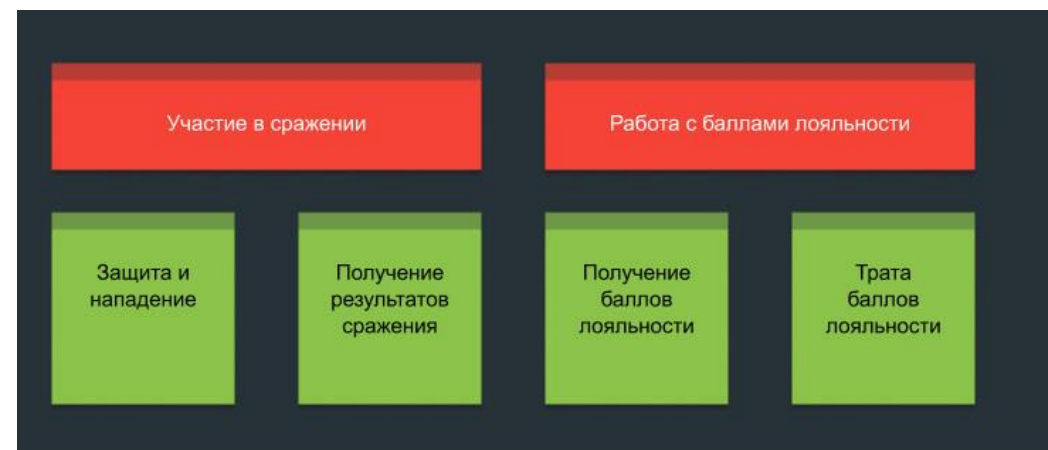 Участие в сражении
Работа с баллами лояльности
Защита и
нападение
Получение
результатов
сражения
Получение
баллов
лояльности
Трата
баллов
лояльности